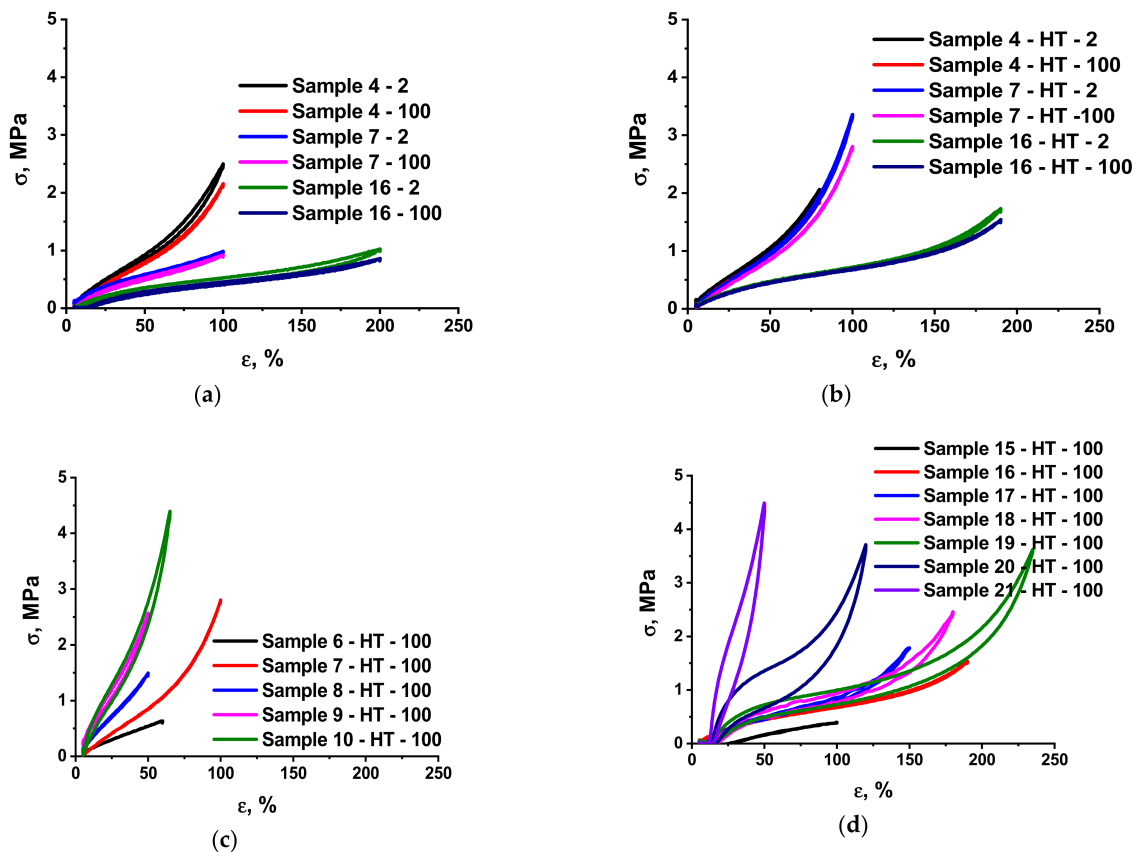 5
4
3
2
1
0
σ, MPa
Sample 4 - 2
Sample 4 - 100
Sample 7 - 2
Sample 7 - 100
Sample 16 - 2
Sample 16 - 100
0 50 100 150 200 250
ε, %
(a)
5
4
3
2
1
0
σ, MPa
Sample 4 - HT - 2
Sample 4 - HT - 100
Sample 7 - HT - 2
Sample 7 - HT -100
Sample 16 - HT - 2
Sample 16 - HT - 100
0 50 100 150 200 250
ε, %
(b)
5
4
3
2
1
0
σ, MPa
Sample 6 - HT - 100
Sample 7 - HT - 100
Sample 8 - HT - 100
Sample 9 - HT - 100
Sample 10 - HT - 100
0 50 100 150 200 250
ε, %
(c)
5
4
3
2
1
0
σ, MPa
Sample 15 - HT - 100
Sample 16 - HT - 100
Sample 17 - HT - 100
Sample 18 - HT - 100
Sample 19 - HT - 100
Sample 20 - HT - 100
Sample 21 - HT - 100
0 50 100 150 200 250
ε, %
(d)